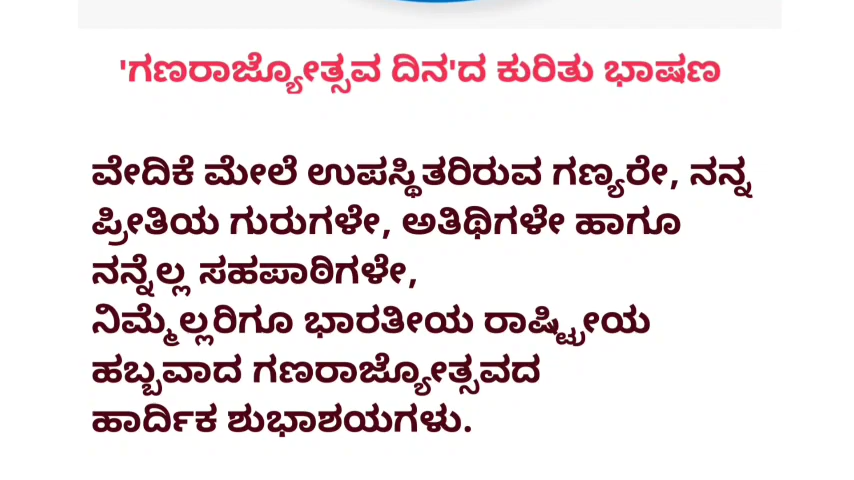 'ಗಣರಾಜ್ಯೋತ್ಸವ ದಿನ'ದ ಕುರಿತು ಭಾಷಣ
ವೇದಿಕೆ ಮೇಲೆ ಉಪಸ್ಥಿತರಿರುವ ಗಣ್ಯರೇ, ನನ್ನ
ಪ್ರೀತಿಯ ಗುರುಗಳೇ, ಅತಿಥಿಗಳೇ ಹಾಗೂ
ನನ್ನೆಲ್ಲ ಸಹಪಾಠಿಗಳೇ,
ನಿಮ್ಮೆಲ್ಲರಿಗೂ ಭಾರತೀಯ ರಾಷ್ಟ್ರೀಯ
ಹಬ್ಬವಾದ ಗಣರಾಜ್ಯೋತ್ಸವದ
ಹಾರ್ದಿಕ ಶುಭಾಶಯಗಳು.